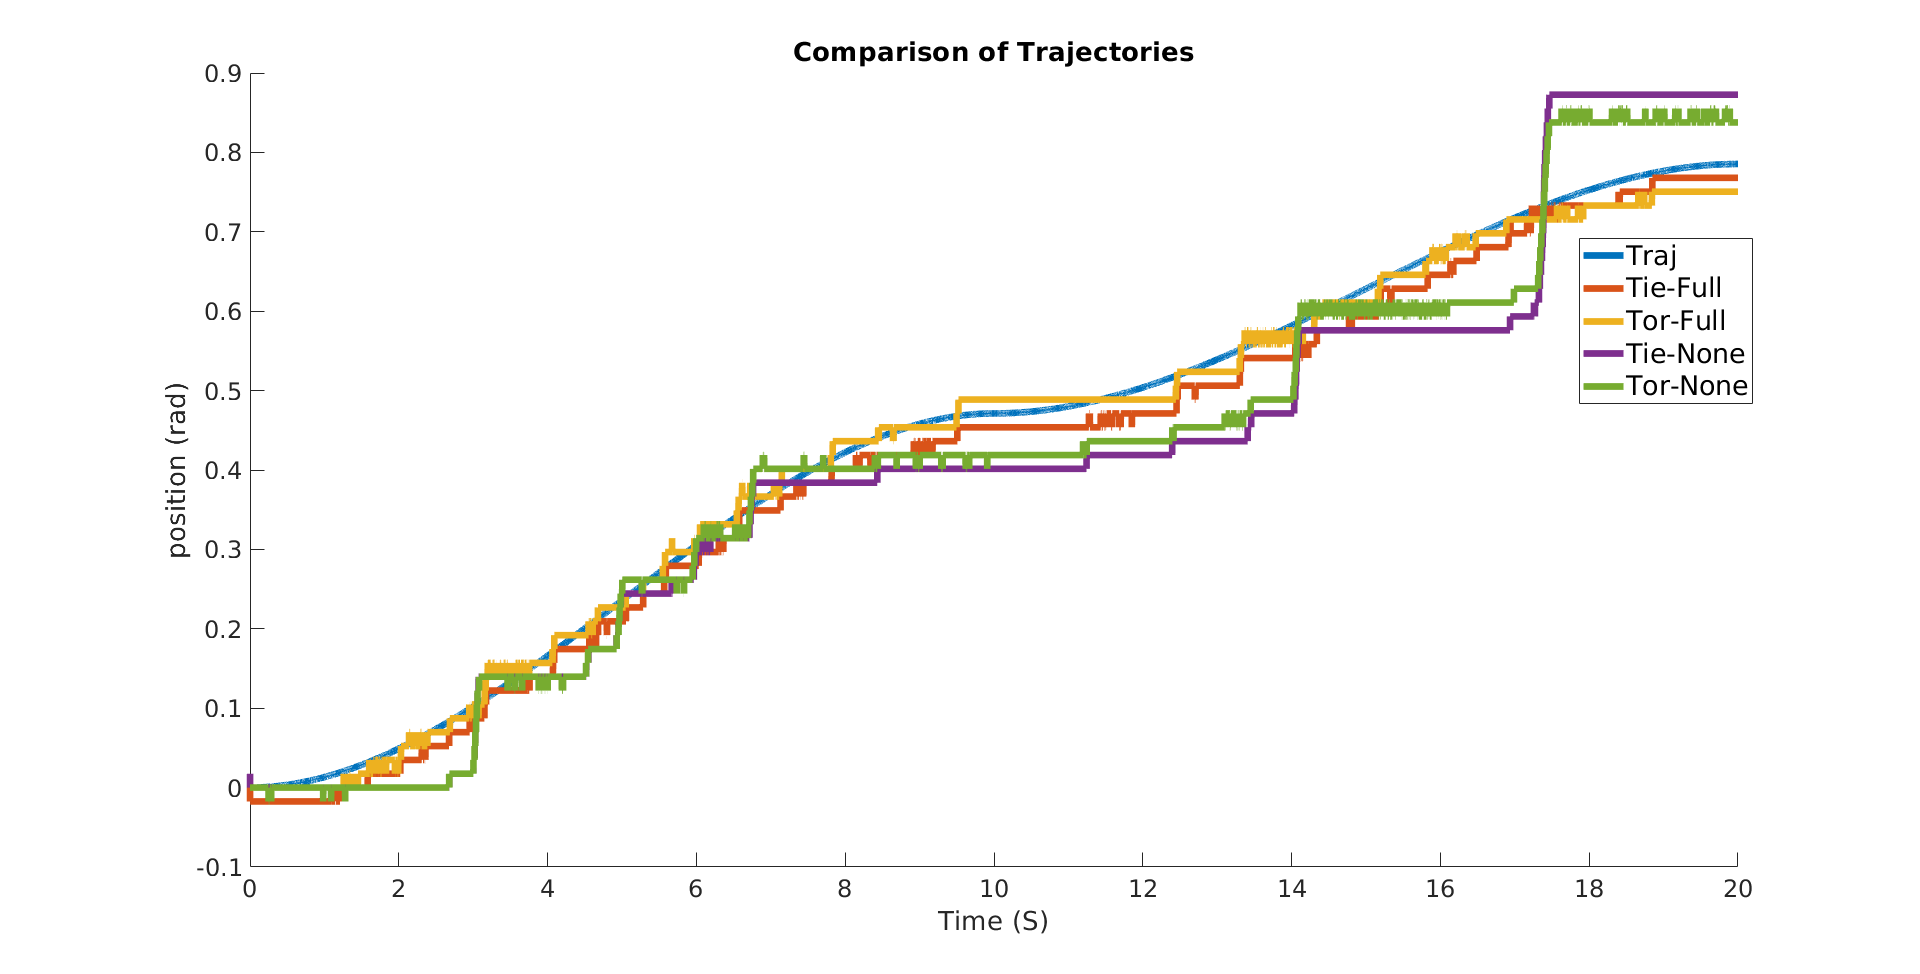 Comparison of Trajectories
0.9
0.8
0.7
0.6
0.5
0.4
0.3
0.2
0.1
0
-0.1
position (rad)
Traj
Tie-Full
Tor-Full
Tie-None
Tor-None
0 2 4 6 8 10 12 14 16 18 20
Time (S)